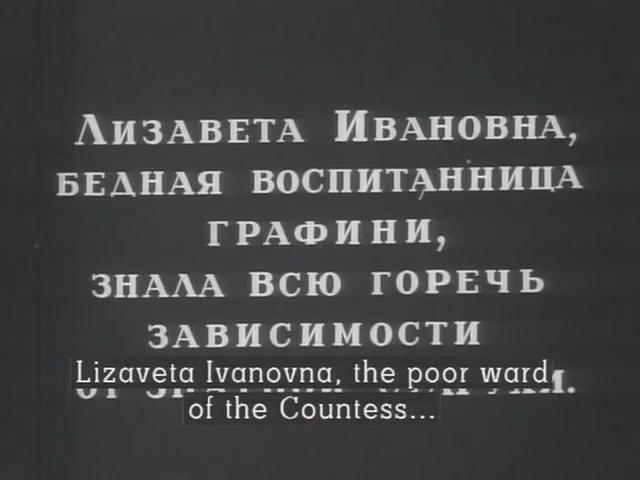 Лизавета Ивановна,
бедная воспитанница
графини,
знала всю горечь
зависимости
Lizaveta Ivanovna, the poor ward
of the Countess...